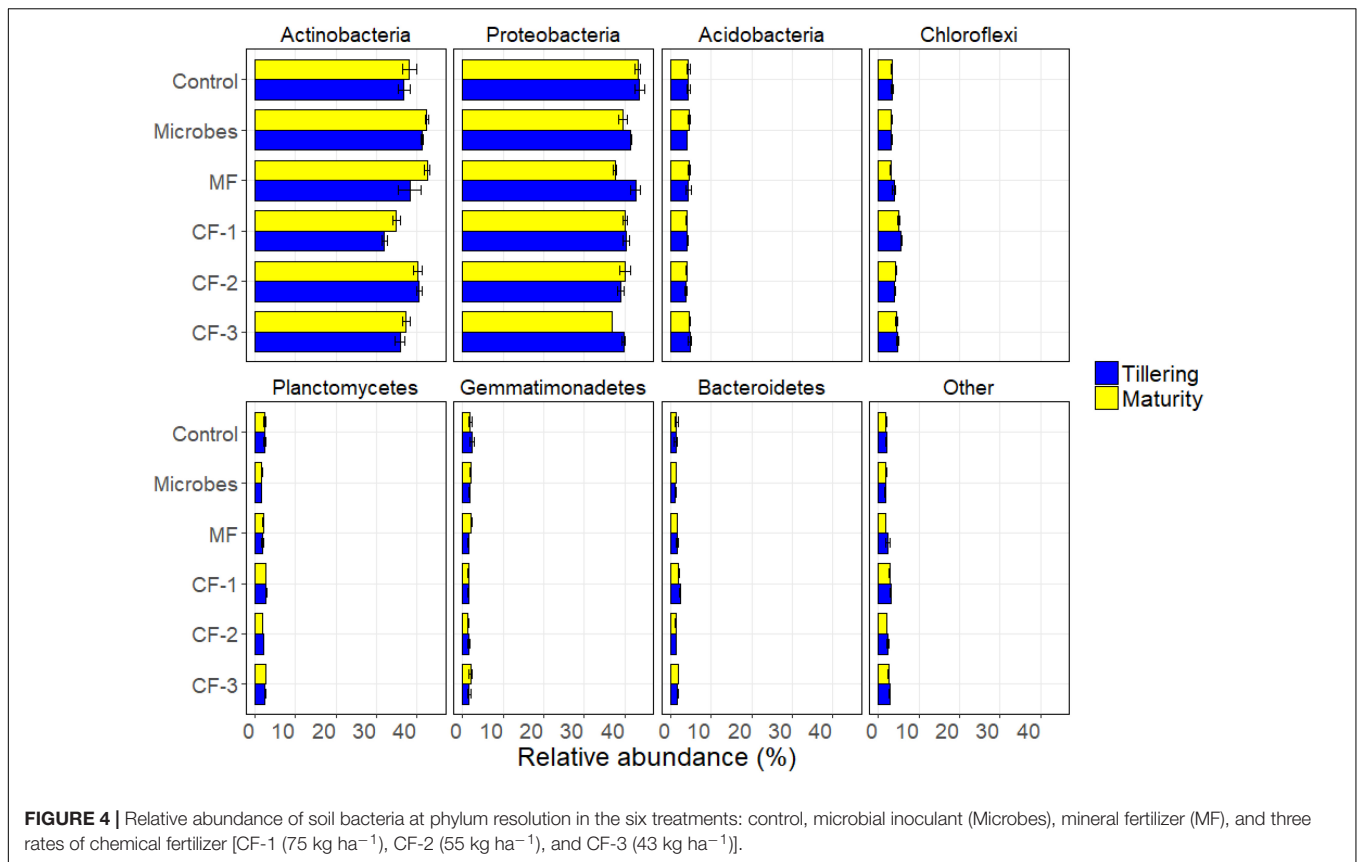 Actinobacteria Proteobacteria Acidobacteria Chloroflexi
Control
Microbes
MF
CF-1
CF-2
CF-3
Planctomycetes Gemmatimonadetes Bacteroidetes Other
Control
Microbes
MF
CF-1
CF-2
CF-3
0 10 20 30 40 0 10 20 30 40 0 10 20 30 40 0 10 20 30 40
Relative abundance (%)
Tillering
Maturity
FIGURE 4 | Relative abundance of soil bacteria at phylum resolution in the six treatments: control, microbial inoculant (Microbes), mineral fertilizer (MF), and three
rates of chemical fertilizer [CF-1 (75 kg ha⁻¹), CF-2 (55 kg ha⁻¹), and CF-3 (43 kg ha⁻¹)].